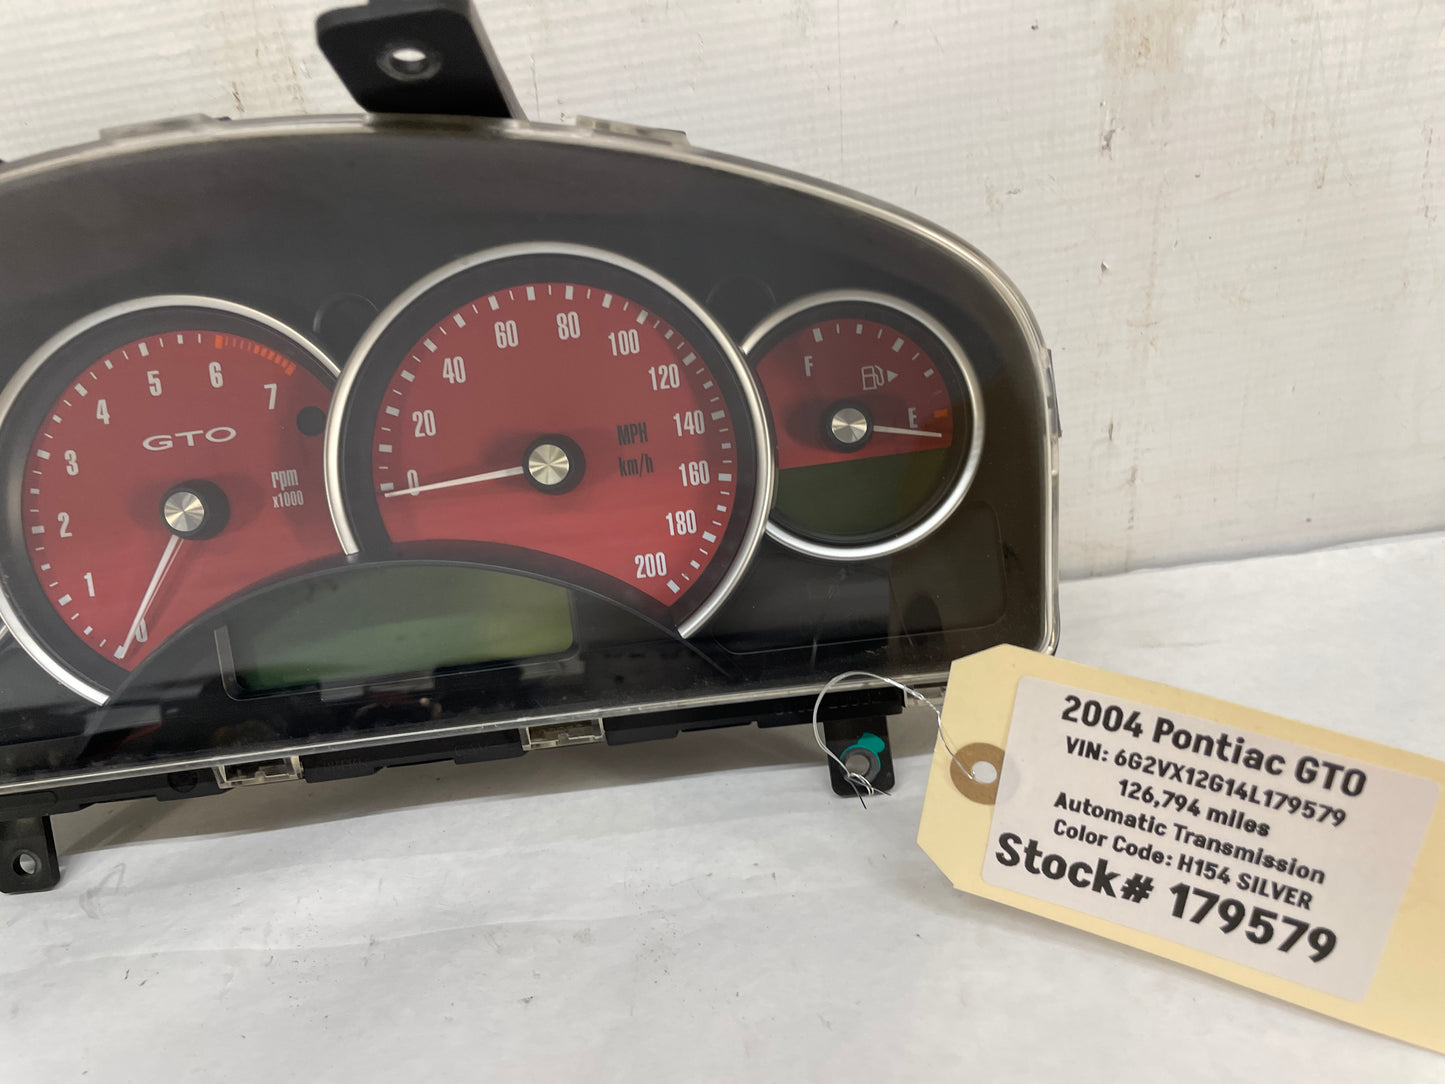 0
1
2
3
4
5
6
7
GTO
rpm
x1000
0
20
40
60
80
100
120
140
160
180
200
MPH
km/h
F
E
2004 Pontiac GTO
VIN: 6G2VX12G14L179579
126,794 miles
Automatic Transmission
Color Code: H154 SILVER
Stock# 179579